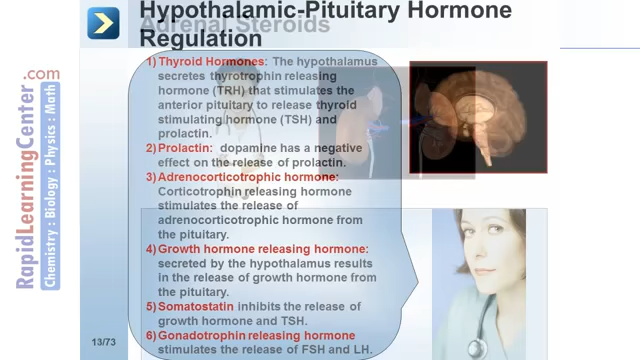 Hypothalamic-Pituitary Hormone
Adrenal Steroids
Regulation
1) Thyroid Hormones: The hypothalamus
secretes thyrotrophin releasing
hormone (TRH) that stimulates the
anterior pituitary to release thyroid
stimulating hormone (TSH) and
prolactin.
2) Prolactin: dopamine has a negative
effect on the release of prolactin.
3) Adrenocorticotrophic hormone:
Corticotrophin releasing hormone
stimulates the release of
adrenocorticotrophic hormone from
the pituitary.
4) Growth hormone releasing hormone:
secreted by the hypothalamus results
in the release of growth hormone from
the pituitary.
5) Somatostatin inhibits the release of
growth hormone and TSH.
6) Gonadotrophin releasing hormone
stimulates the release of FSH and LH.
13/73
RapidLearningCenter.com
Chemistry : Biology : Physics : Math